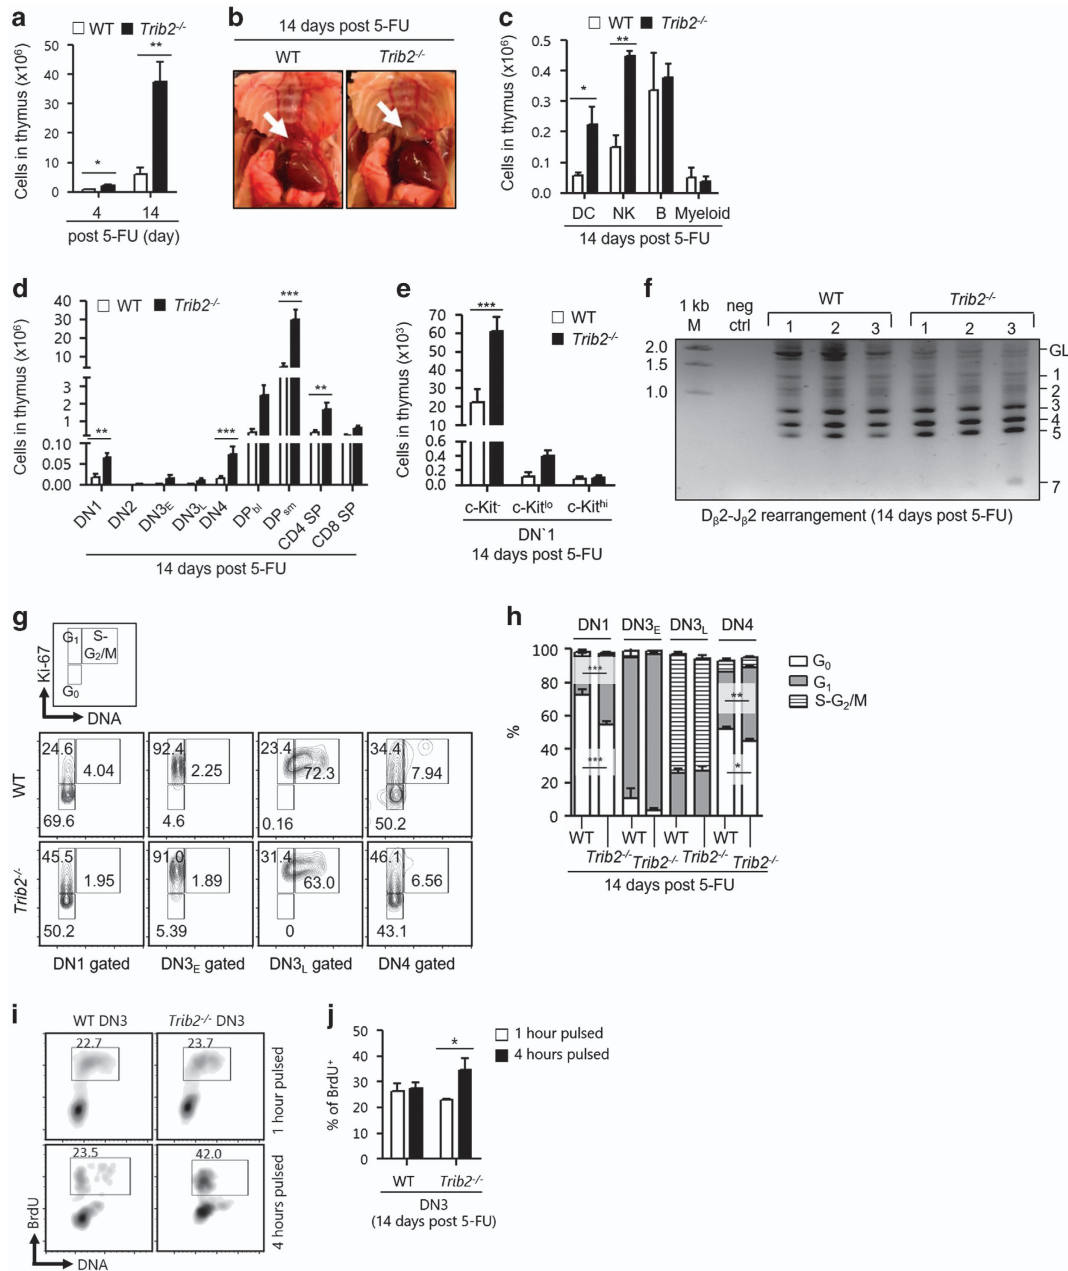 a
WT Trib2-/-
Cells in thymus (x10⁶)
50
40
30
20
10
0
*
**
4 14
post 5-FU (day)
b
14 days post 5-FU
WT Trib2-/-
c
WT Trib2-/-
Cells in thymus (x10⁶)
0.5
0.4
0.3
0.2
0.1
0.0
*
**
DC NK B Myeloid
14 days post 5-FU
d
WT Trib2-/-
Cells in thymus (x10⁶)
40
30
20
10
3
2
1
0.10
0.05
0.00
**
***
***
**
DN1 DN2 DN3E DN3L DN4 DPbl DPsm CD4 SP CD8 SP
14 days post 5-FU
e
WT
Trib2-/-
Cells in thymus (x10³)
70
60
50
40
30
20
10
0.6
0.4
0.2
0.0
***
c-Kit⁻ c-Kitˡᵒ c-Kitʰⁱ
DN`1
14 days post 5-FU
f
1 kb M
neg ctrl
WT Trib2-/-
1 2 3 1 2 3
2.0
1.5
1.0
GL
1
2
3
4
5
7
Dβ2-Jβ2 rearrangement (14 days post 5-FU)
g
Ki-67
G1 S-G2/M
G0
DNA
WT
24.6 4.04 69.6
92.4 2.25 4.6
23.4 72.3 0.16
34.4 7.94 50.2
Trib2-/-
45.5 1.95 50.2
91.0 1.89 5.39
31.4 63.0 0
46.1 6.56 43.1
DN1 gated DN3E gated DN3L gated DN4 gated
h
DN1 DN3E DN3L DN4
%
100
80
60
40
20
0
***
***
**
*
G0
G1
S-G2/M
WT WT WT WT
Trib2-/- Trib2-/- Trib2-/- Trib2-/-
14 days post 5-FU
i
WT DN3 Trib2-/- DN3
22.7 23.7
1 hour pulsed
23.5 42.0
4 hours pulsed
BrdU
DNA
j
1 hour pulsed
4 hours pulsed
% of BrdU⁺
50
40
30
20
10
0
*
WT Trib2-/-
DN3
(14 days post 5-FU)